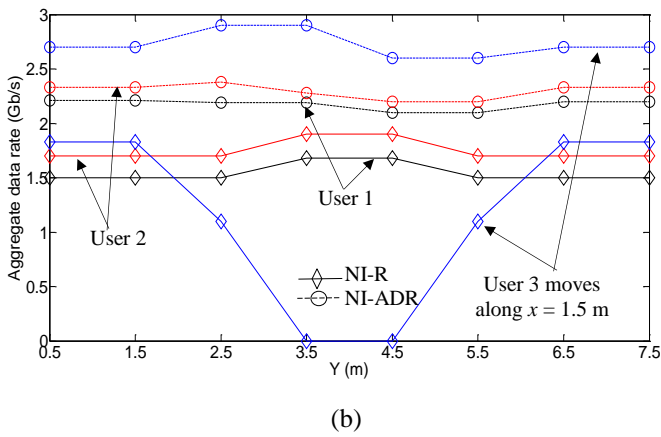 3
2.5
2
1.5
1
0.5
0
Aggregate data rate (Gb/s)
User 2
User 1
NI-R
NI-ADR
User 3 moves
along x = 1.5 m
0.5 1.5 2.5 3.5 4.5 5.5 6.5 7.5
Y (m)
(b)